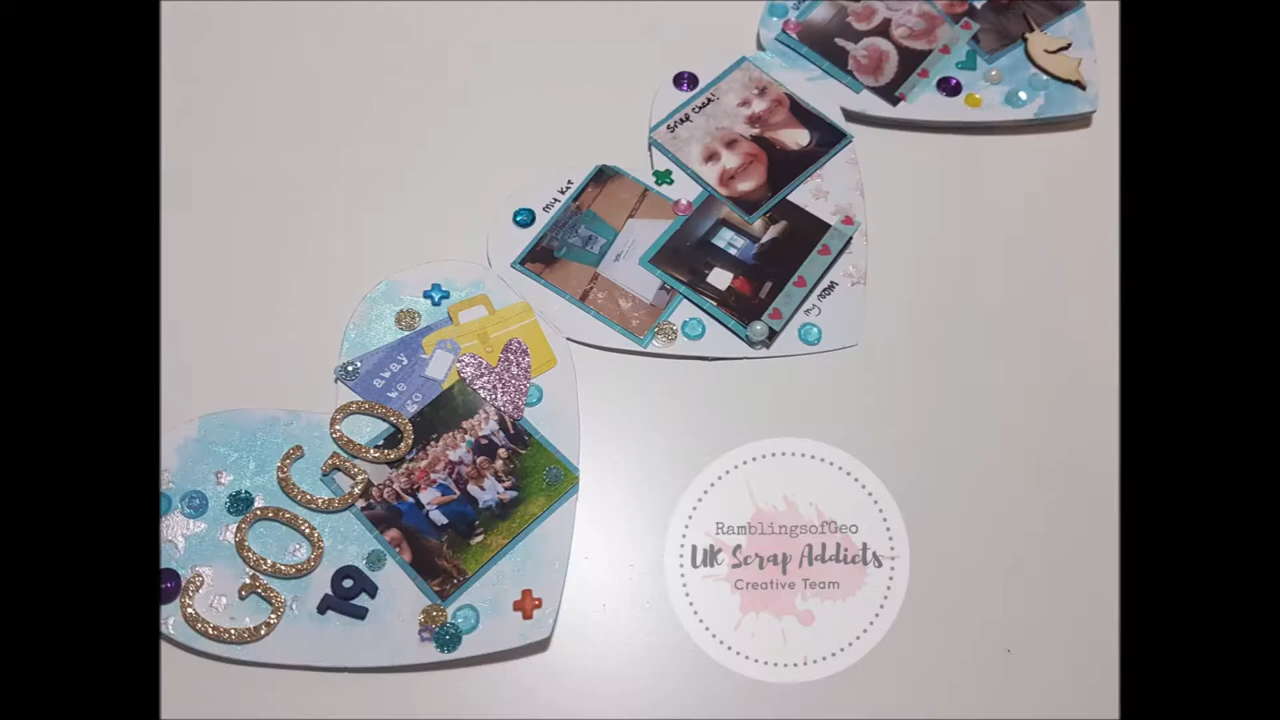 snap chat!
my kit
my room
away
we
go
GOGO
19
RamblingsofGeo
UK Scrap Addicts
Creative Team